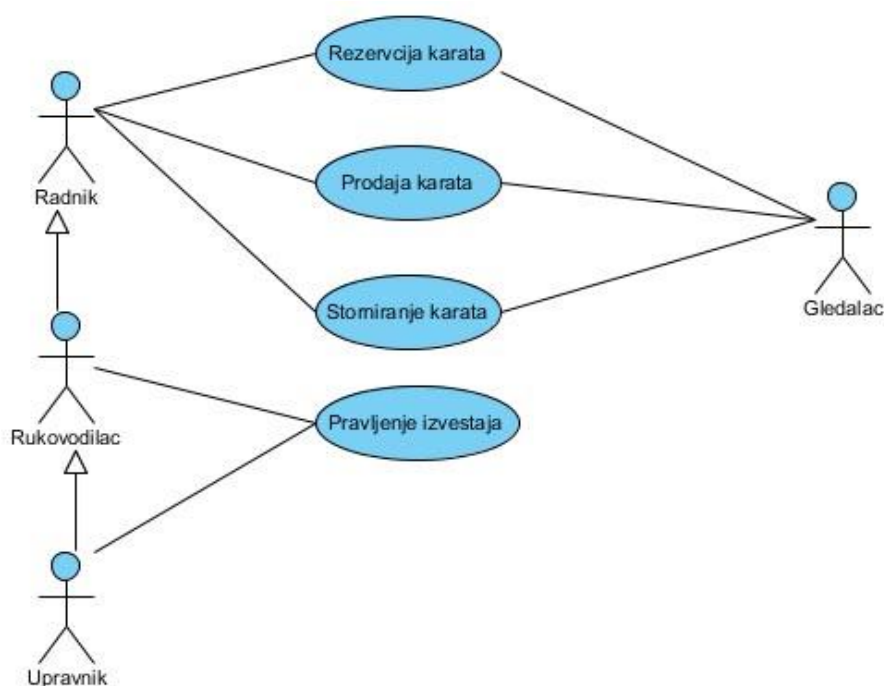 Rezervcija karata
Radnik
Prodaja karata
Gledalac
Storniranje karata
Rukovodilac
Pravljenje izvestaja
Upravnik